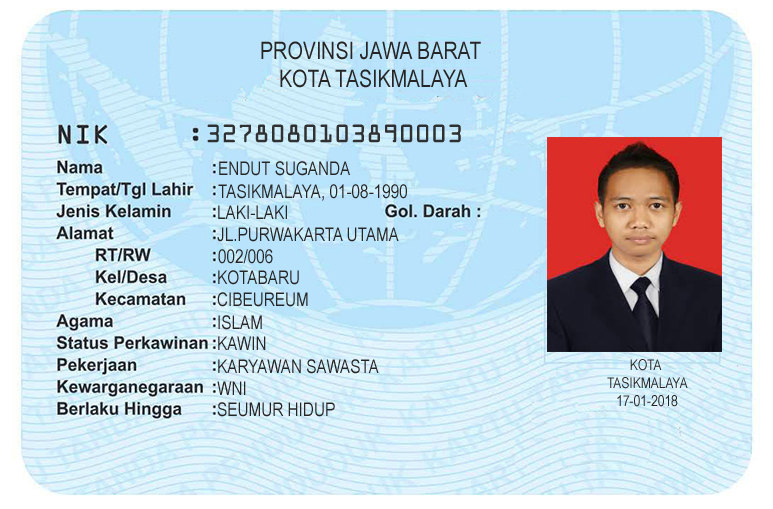 PROVINSI JAWA BARAT
KOTA TASIKMALAYA
NIK :3278080103890003
Nama :ENDUT SUGANDA
Tempat/Tgl Lahir :TASIKMALAYA, 01-08-1990
Jenis Kelamin :LAKI-LAKI Gol. Darah :
Alamat :JL.PURWAKARTA UTAMA
RT/RW :002/006
Kel/Desa :KOTABARU
Kecamatan :CIBEUREUM
Agama :ISLAM
Status Perkawinan :KAWIN
Pekerjaan :KARYAWAN SAWASTA
Kewarganegaraan :WNI
Berlaku Hingga :SEUMUR HIDUP
KOTA
TASIKMALAYA
17-01-2018